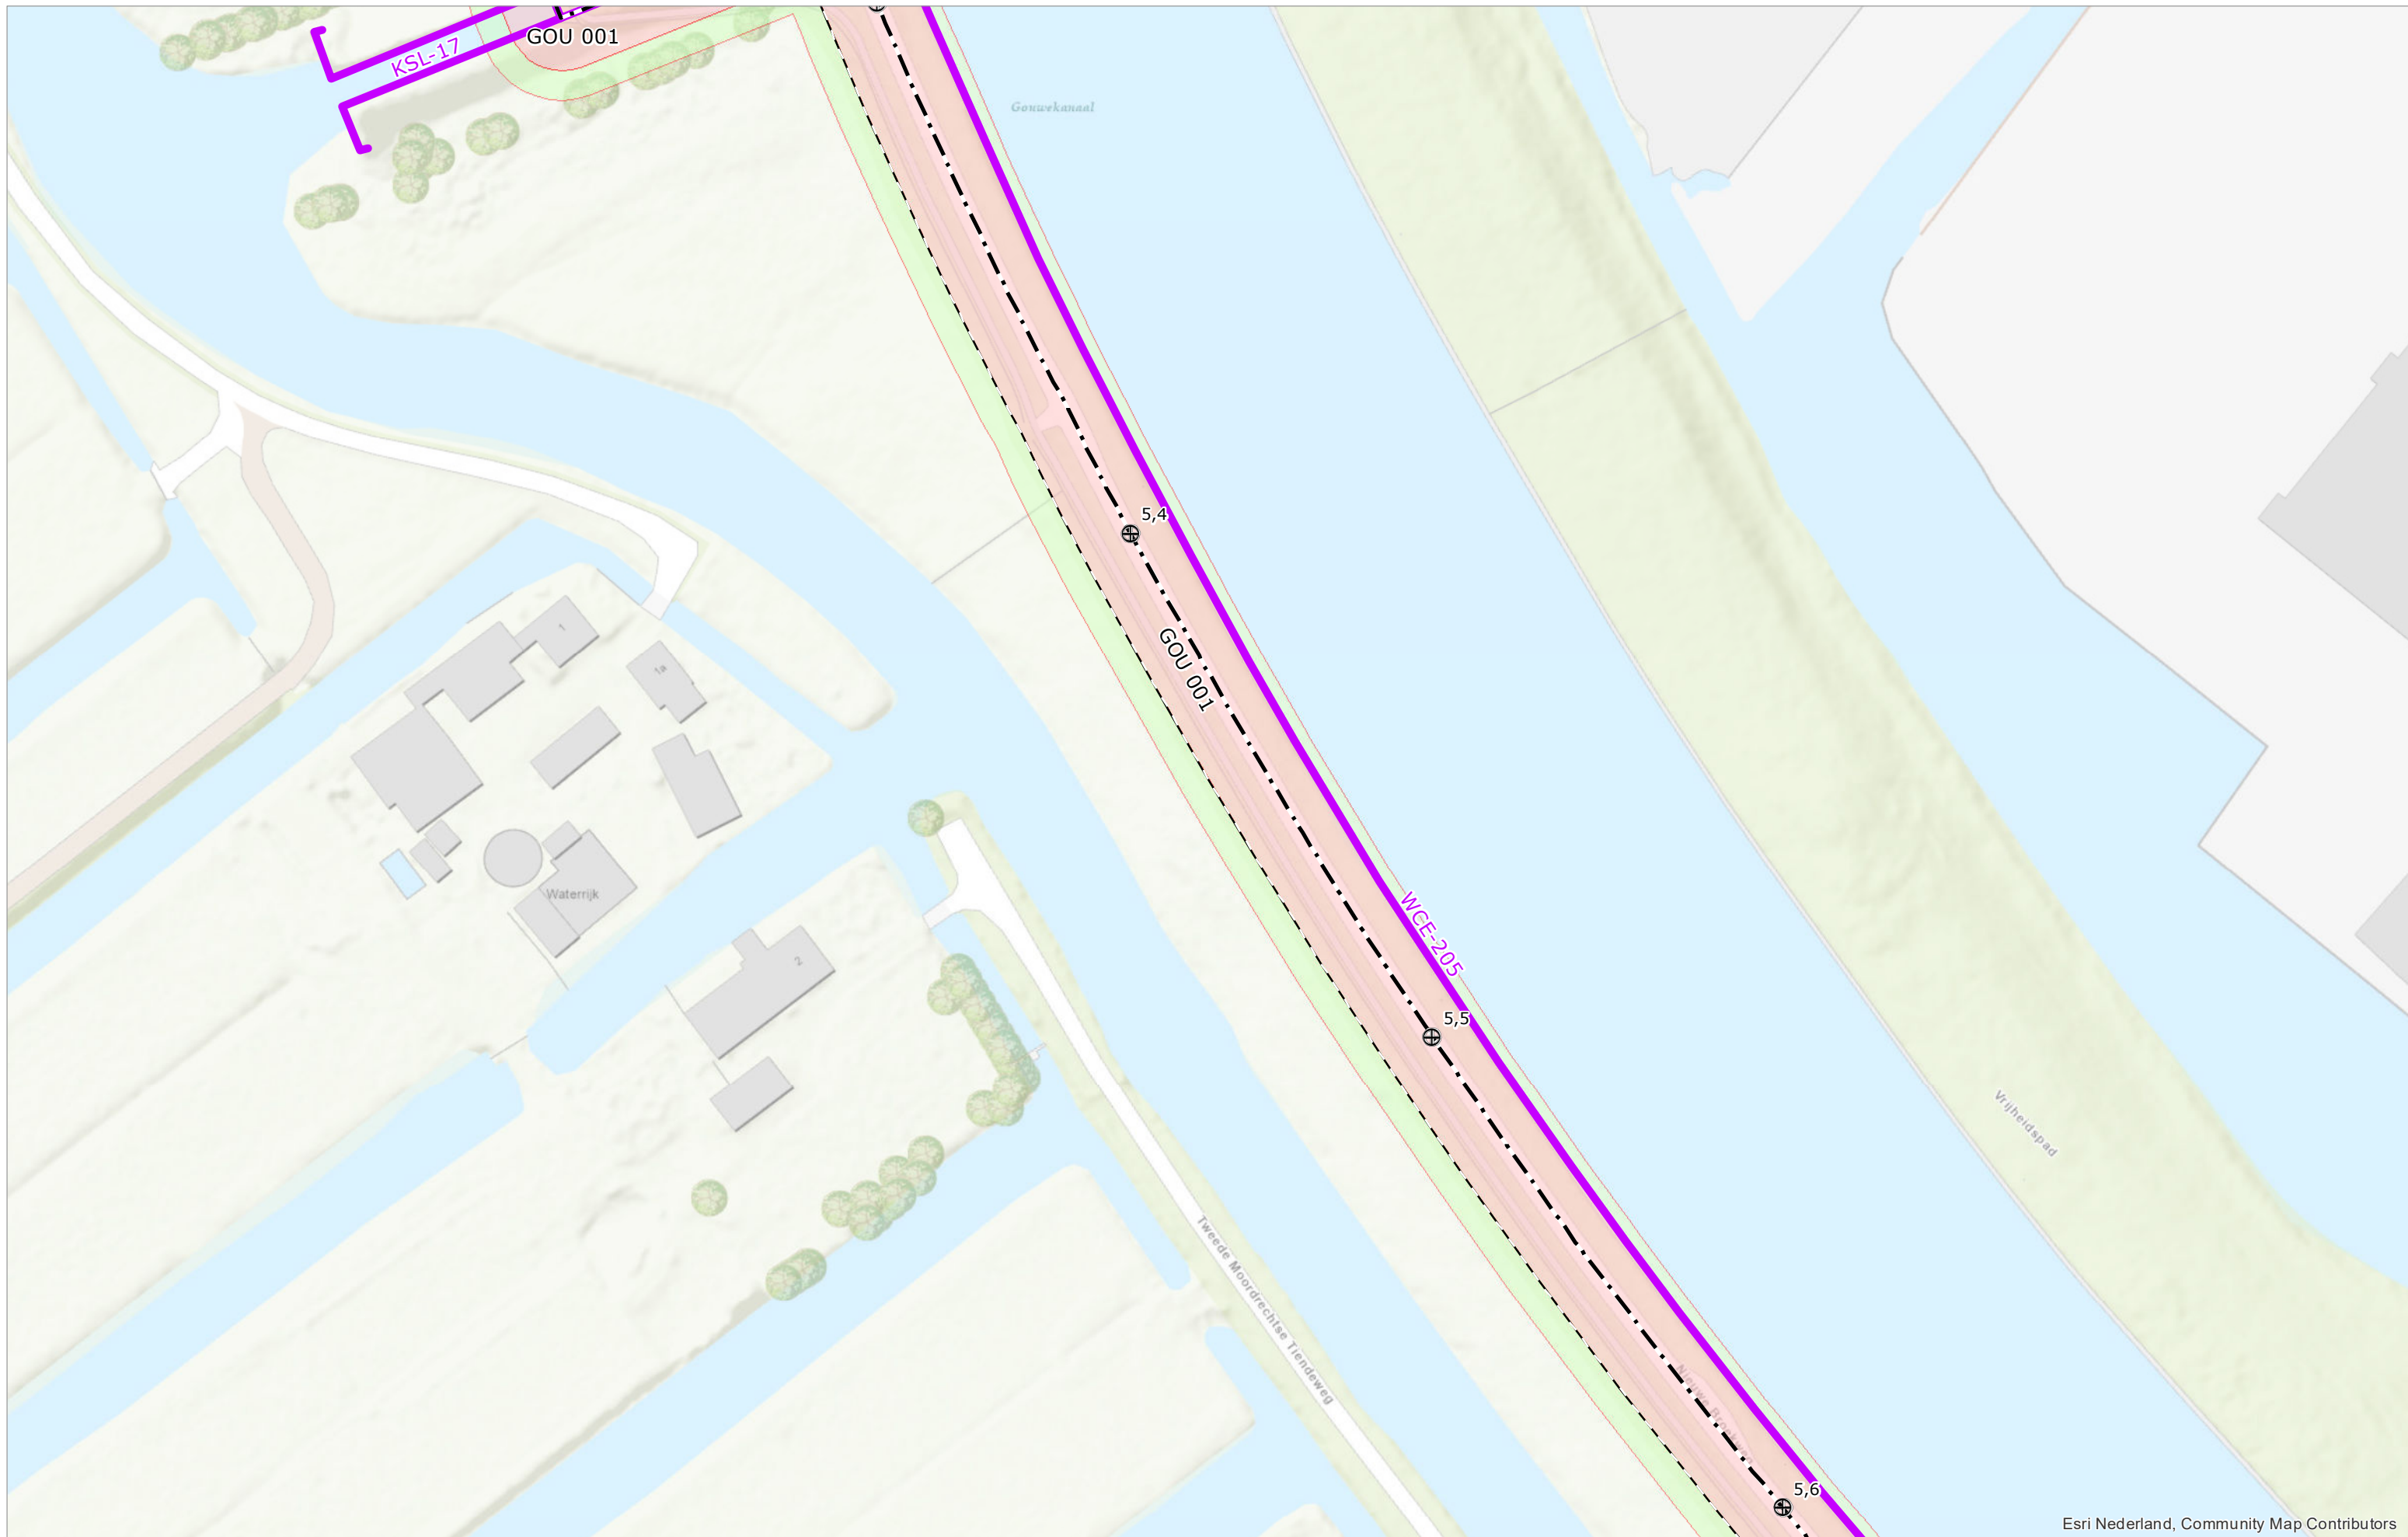 GOU 001
KSL-17
Gouwekanaal
5,4
1
1a
GOU 001
Waterrijk
WCE-205
2
5,5
Vrijheidspad
Tweede Moordrechtse Tiendeweg
5,6
Esri Nederland, Community Map Contributors